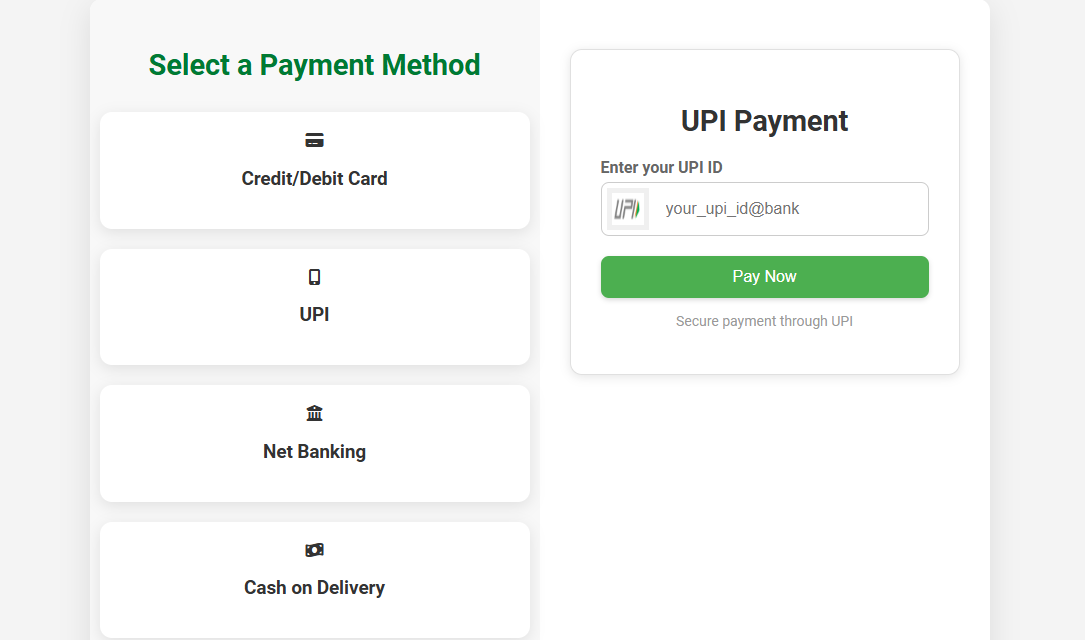 Select a Payment Method
Credit/Debit Card
UPI
Net Banking
Cash on Delivery
UPI Payment
Enter your UPI ID
UPI
your_upi_id@bank
Pay Now
Secure payment through UPI